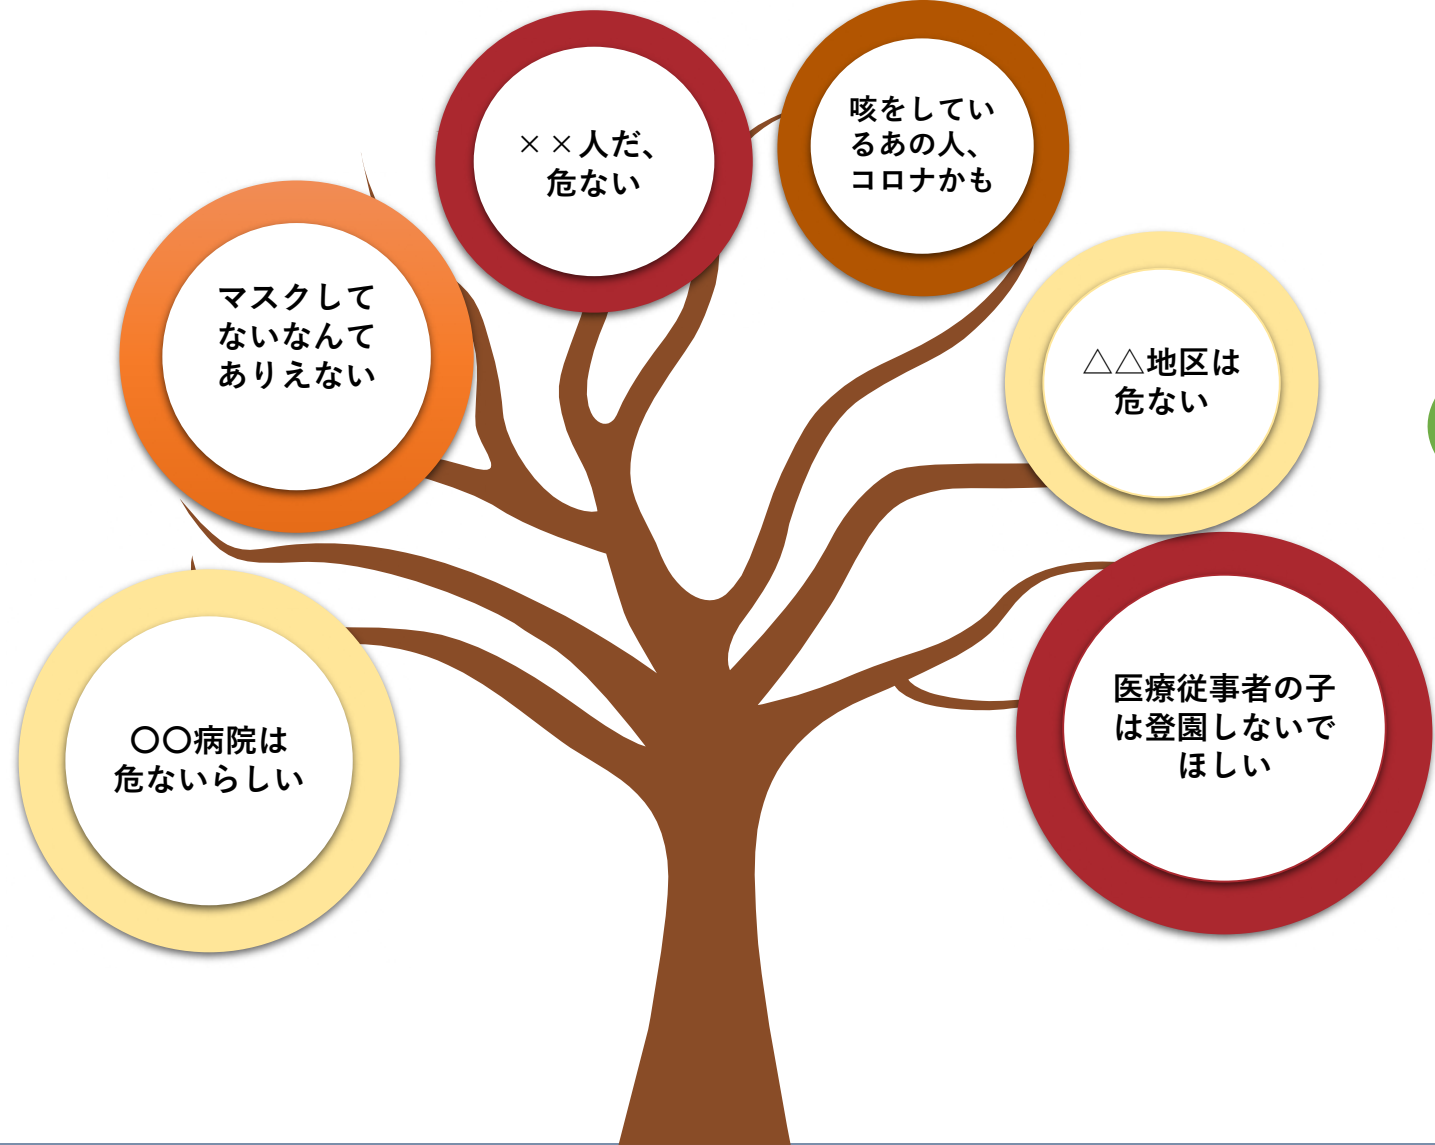 ××人だ、
危ない
咳をしてい
るあの人、
コロナかも
マスクして
ないなんて
ありえない
△△地区は
危ない
〇〇病院は
危ないらしい
医療従事者の子
は登園しないで
ほしい